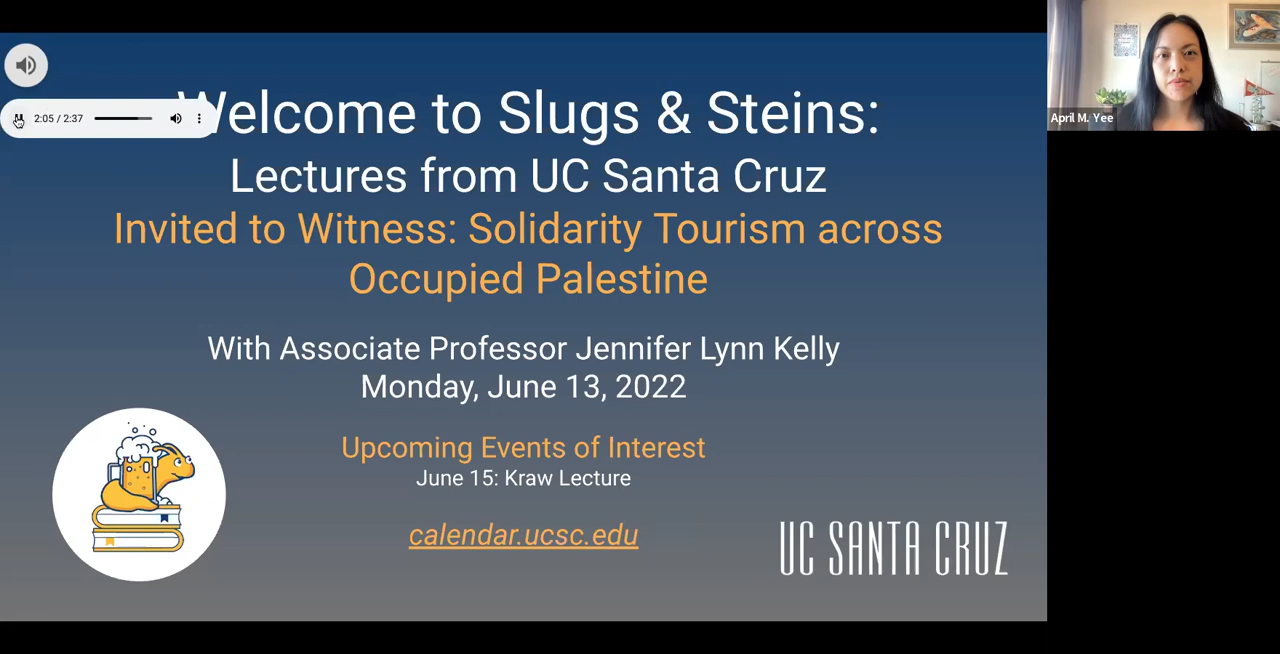 Welcome to Slugs & Steins:
2:05 / 2:37
Lectures from UC Santa Cruz
Invited to Witness: Solidarity Tourism across
Occupied Palestine
With Associate Professor Jennifer Lynn Kelly
Monday, June 13, 2022
Upcoming Events of Interest
June 15: Kraw Lecture
calendar.ucsc.edu
UC SANTA CRUZ
April M. Yee